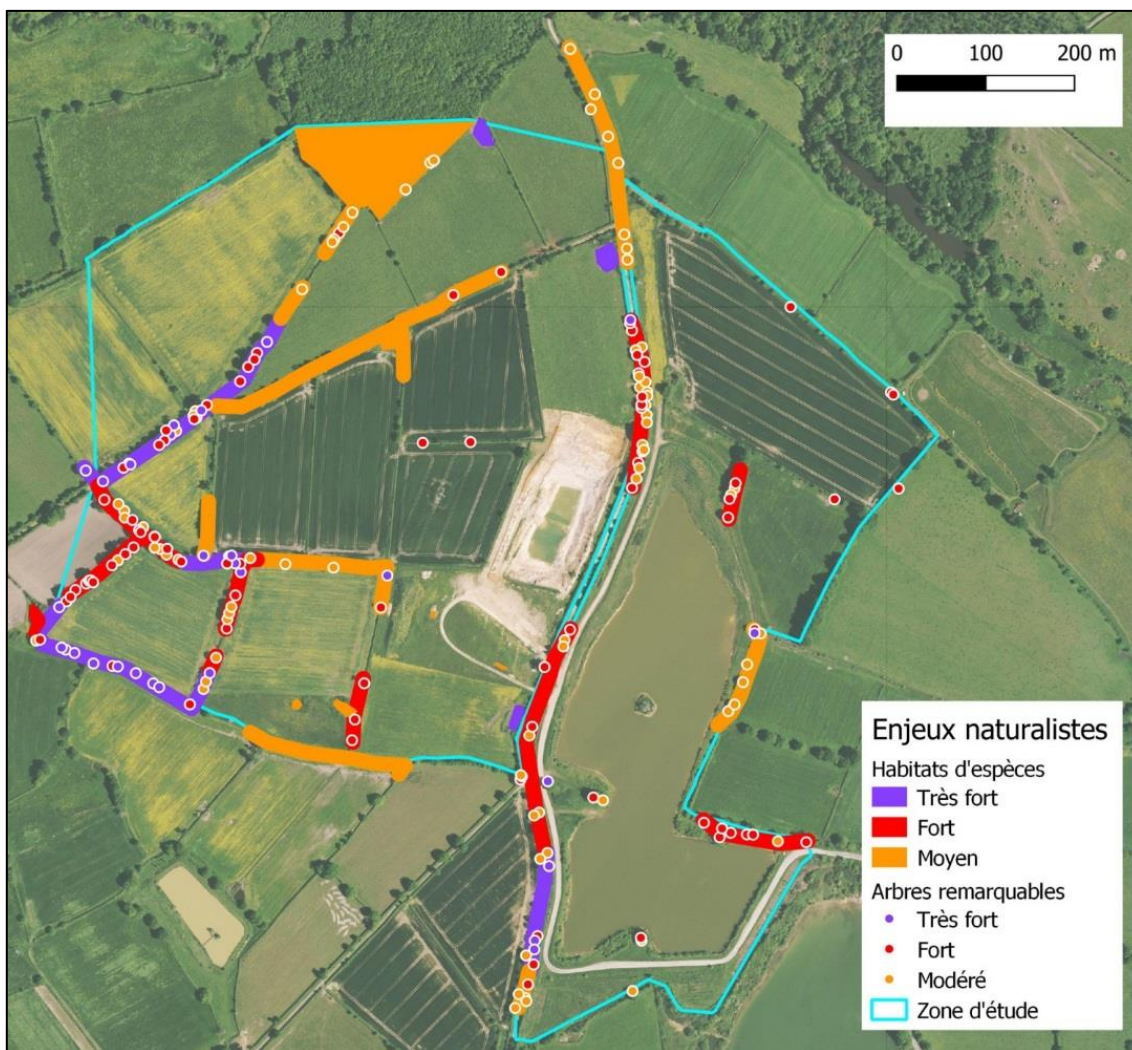 0 100 200 m
Enjeux naturalistes
Habitats d'espèces
Très fort
Fort
Moyen
Arbres remarquables
Très fort
Fort
Modéré
Zone d'étude